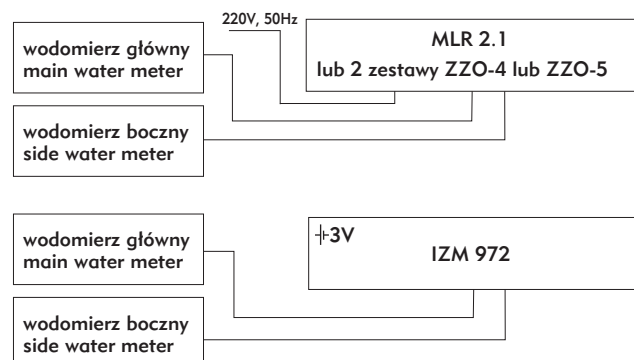 220V, 50Hz
wodomierz główny
main water meter
MLR 2.1
lub 2 zestawy ZZO-4 lub ZZO-5
wodomierz boczny
side water meter
wodomierz główny
main water meter
3V
IZM 972
wodomierz boczny
side water meter